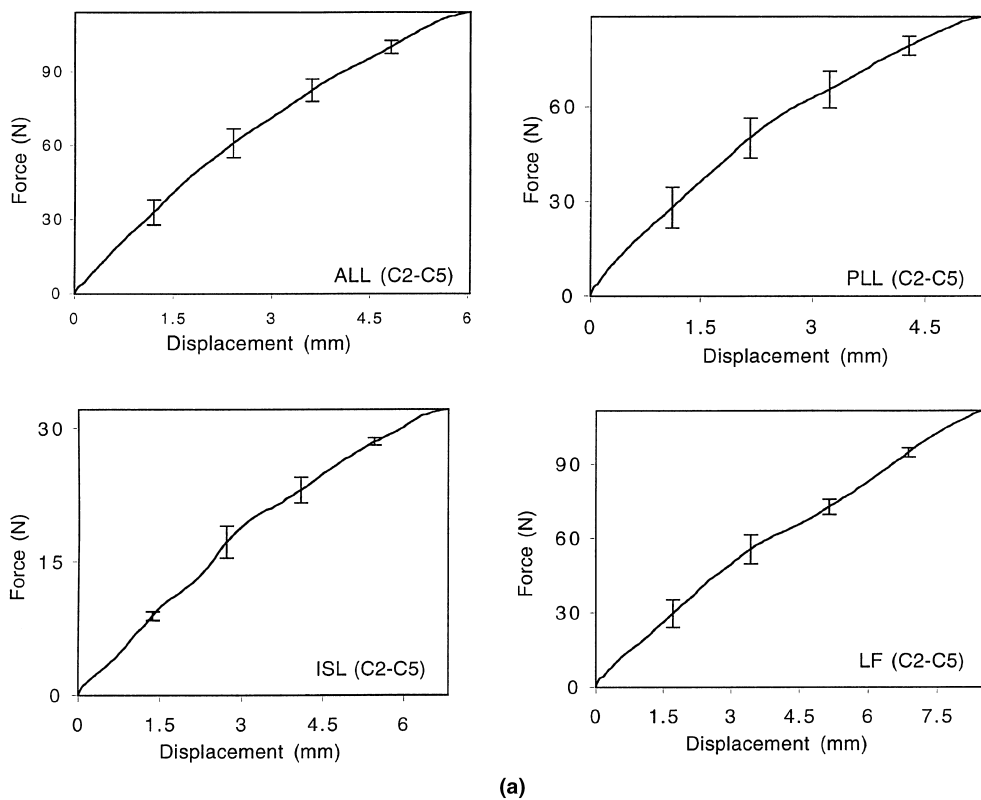 90
60
30
0
Force (N)
ALL (C2-C5)
0 1.5 3 4.5 6
Displacement (mm)
60
30
0
Force (N)
PLL (C2-C5)
0 1.5 3 4.5
Displacement (mm)
30
15
0
Force (N)
ISL (C2-C5)
0 1.5 3 4.5 6
Displacement (mm)
90
60
30
0
Force (N)
LF (C2-C5)
0 1.5 3 4.5 6 7.5
Displacement (mm)
(a)